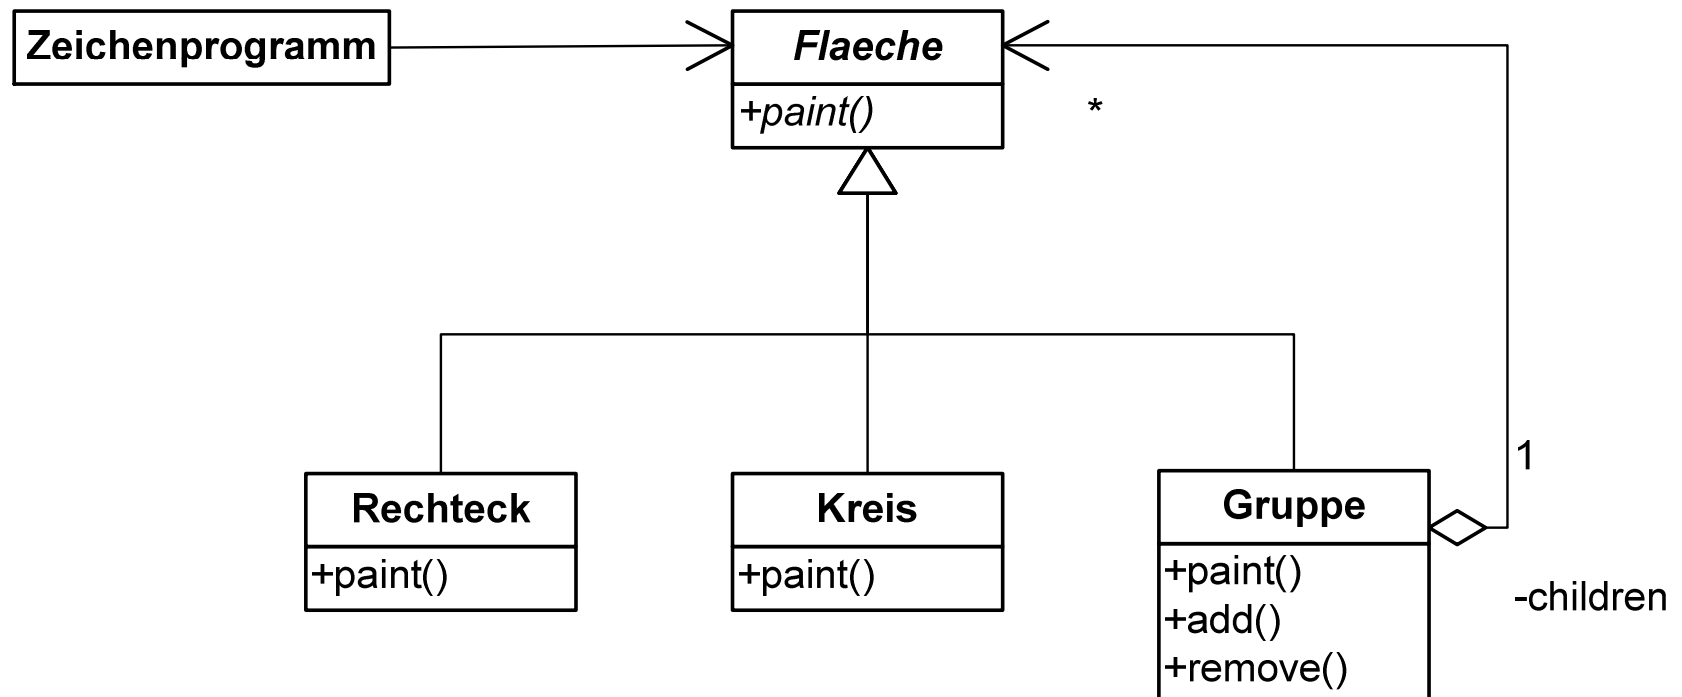 Zeichenprogramm
Flaeche
+paint()
*
Rechteck
+paint()
Kreis
+paint()
Gruppe
+paint()
+add()
+remove()
1
-children